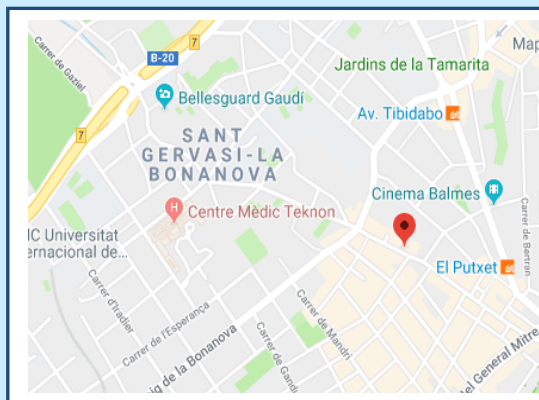 Carrer de Gaziel
B-20
7
7
Bellesguard Gaudí
SANT
GERVASI-LA
BONANOVA
Jardins de la Tamarita
Map
Av. Tibidabo
H
Centre Mèdic Teknon
Cinema Balmes
Carrer de Bertran
IC Universitat
ernacional de...
El Putxet
Carrer d'Iradier
Carrer de l'Esperança
ig de la Bonanova
Carrer de Mandri
Carrer de Gandu
del General Mitre